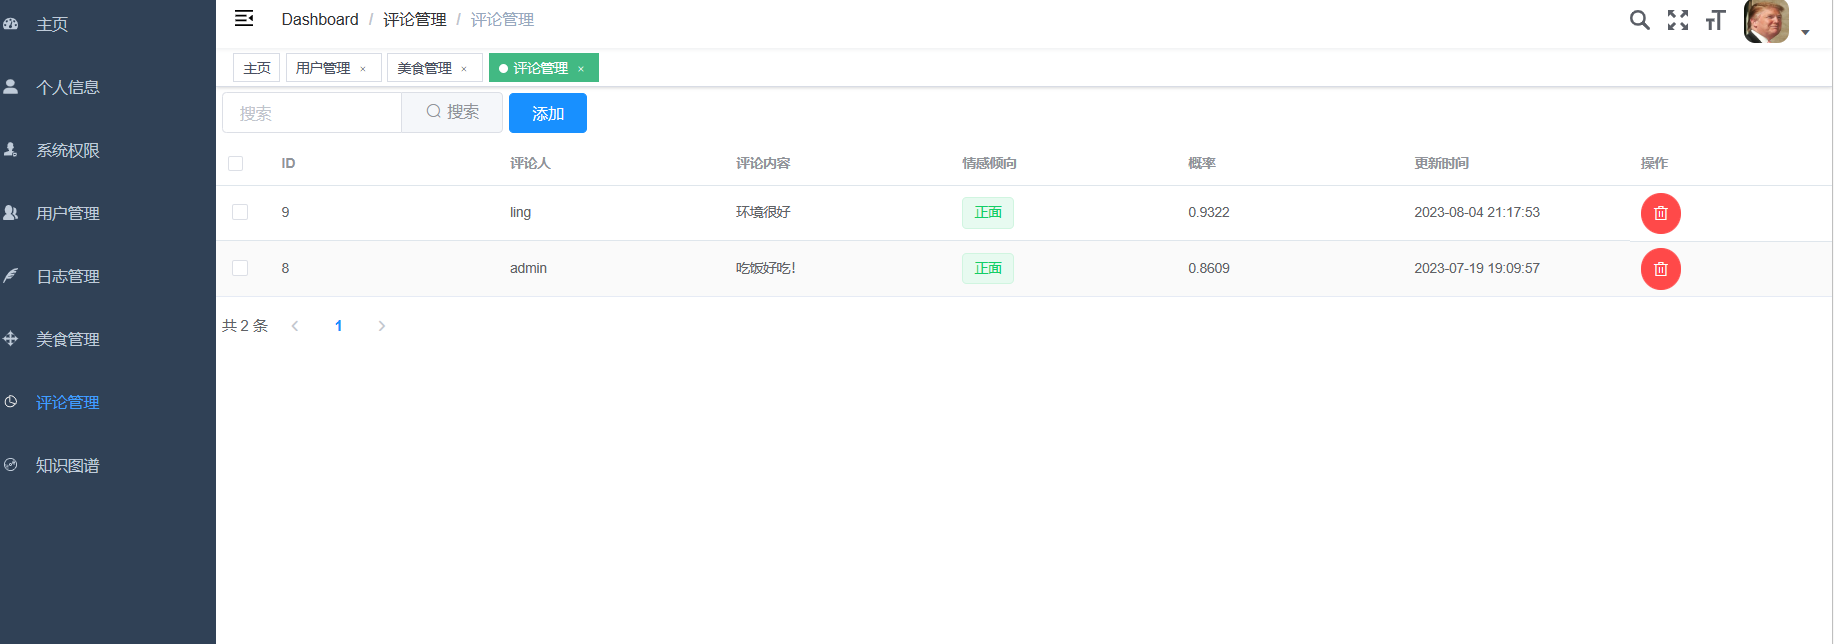 主页
个人信息
系统权限
用户管理
日志管理
美食管理
评论管理
知识图谱
Dashboard / 评论管理 / 评论管理
主页 用户管理 × 美食管理 × 评论管理 ×
搜索 搜索 添加
ID 评论人 评论内容 情感倾向 概率 更新时间 操作
9 ling 环境很好 正面 0.9322 2023-08-04 21:17:53
8 admin 吃饭好吃! 正面 0.8609 2023-07-19 19:09:57
共 2 条 1